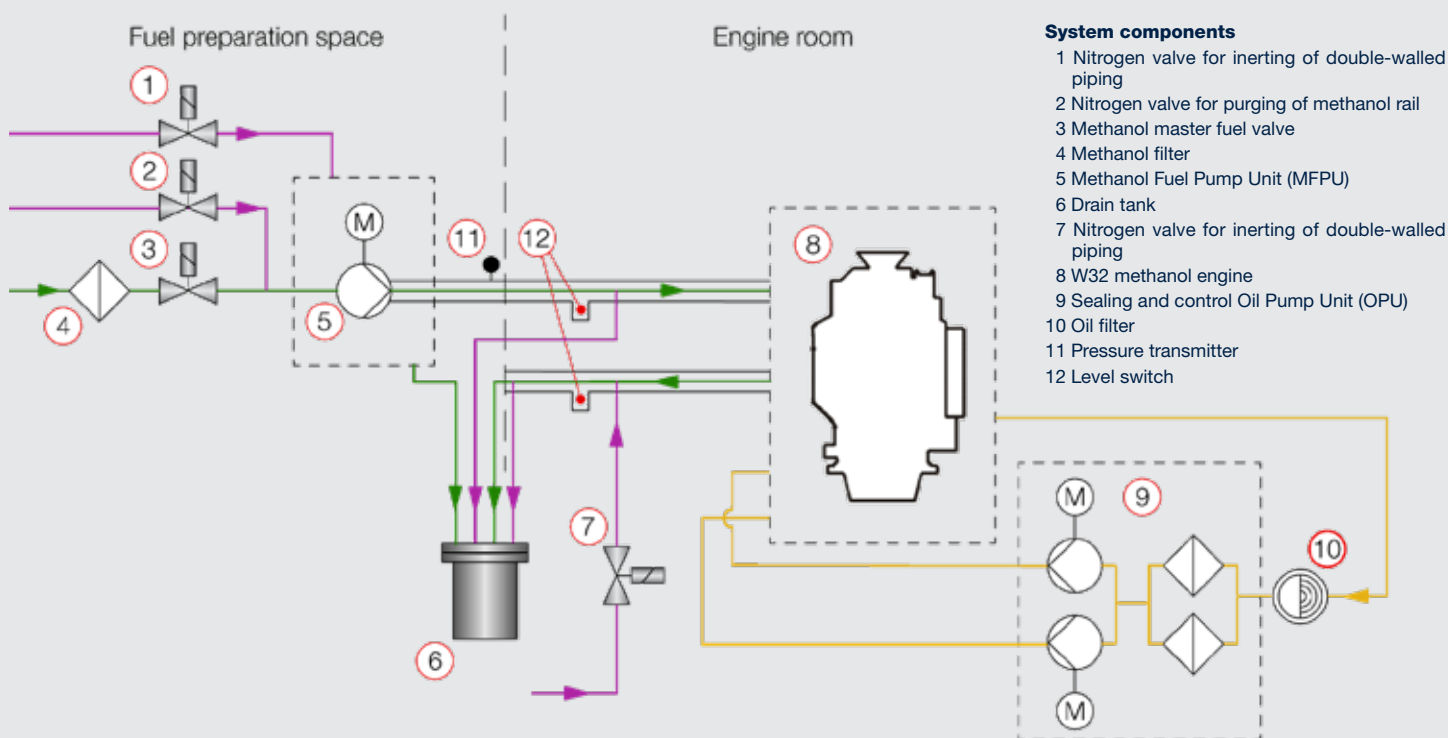 Fuel preparation space
Engine room
System components
1 Nitrogen valve for inerting of double-walled
piping
2 Nitrogen valve for purging of methanol rail
3 Methanol master fuel valve
4 Methanol filter
5 Methanol Fuel Pump Unit (MFPU)
6 Drain tank
7 Nitrogen valve for inerting of double-walled
piping
8 W32 methanol engine
9 Sealing and control Oil Pump Unit (OPU)
10 Oil filter
11 Pressure transmitter
12 Level switch
1
2
M
3
11
12
8
4
5
M
9
7
10
6
M